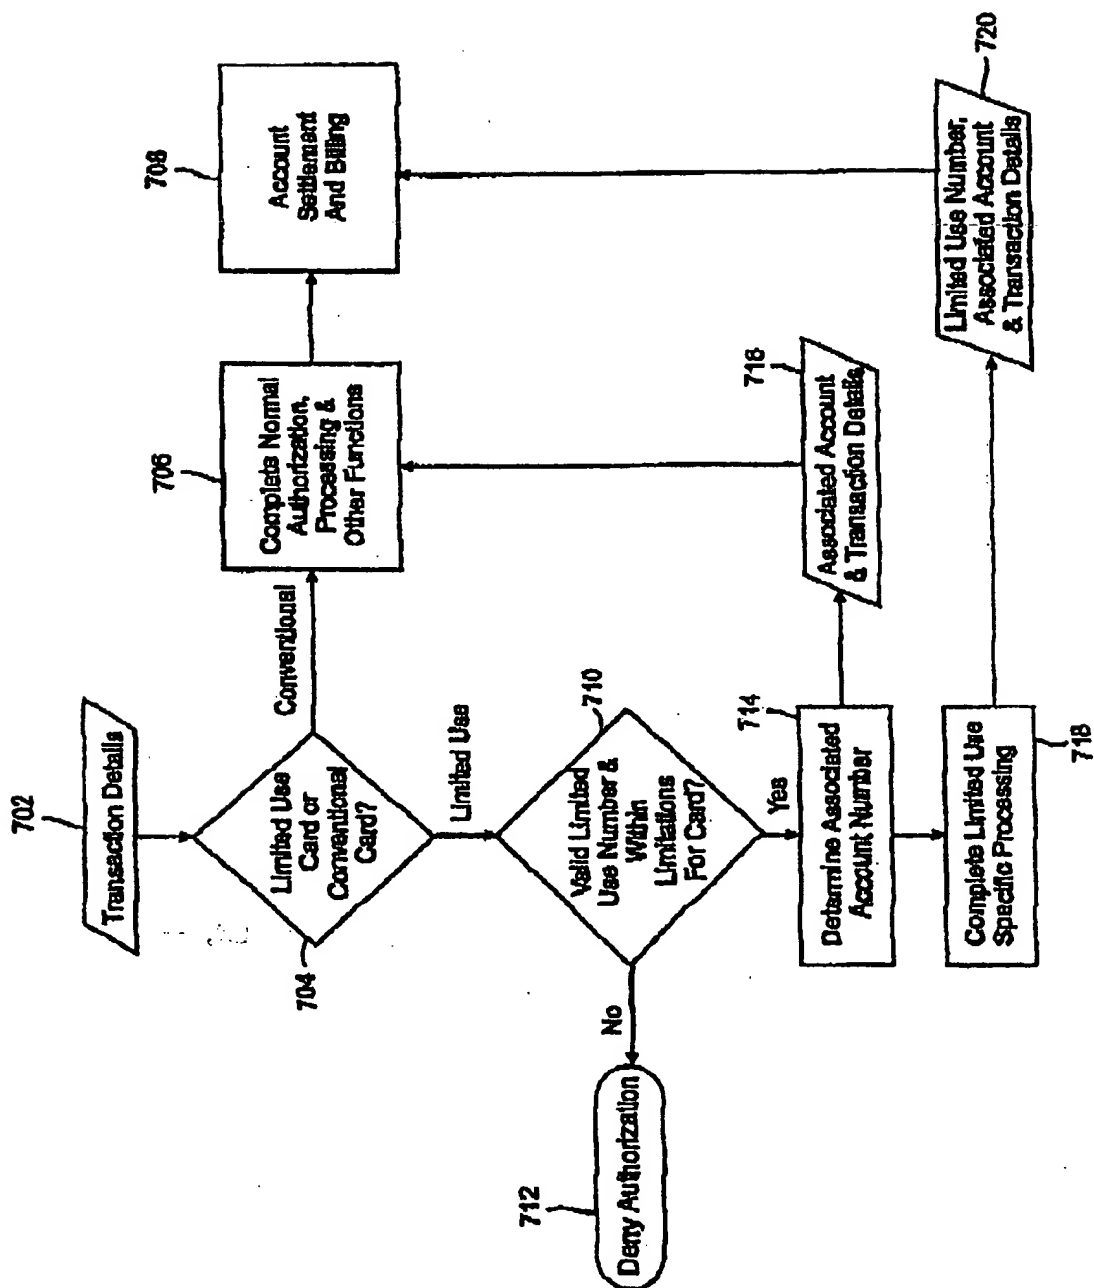 702
Transaction Details
704
Limited Use
Card or
Conventional
Card?
Conventional
706
Complete Normal
Authorization,
Processing &
Other Functions
708
Account
Settlement
And Billing
Limited Use
710
Valid Limited
Use Number &
Within
Limitations
For Card?
No
712
Deny Authorization
Yes
714
Determine Associated
Account Number
716
Associated Account
& Transaction Details
Complete Limited Use
Specific Processing
718
720
Limited Use Number,
Associated Account
& Transaction Details